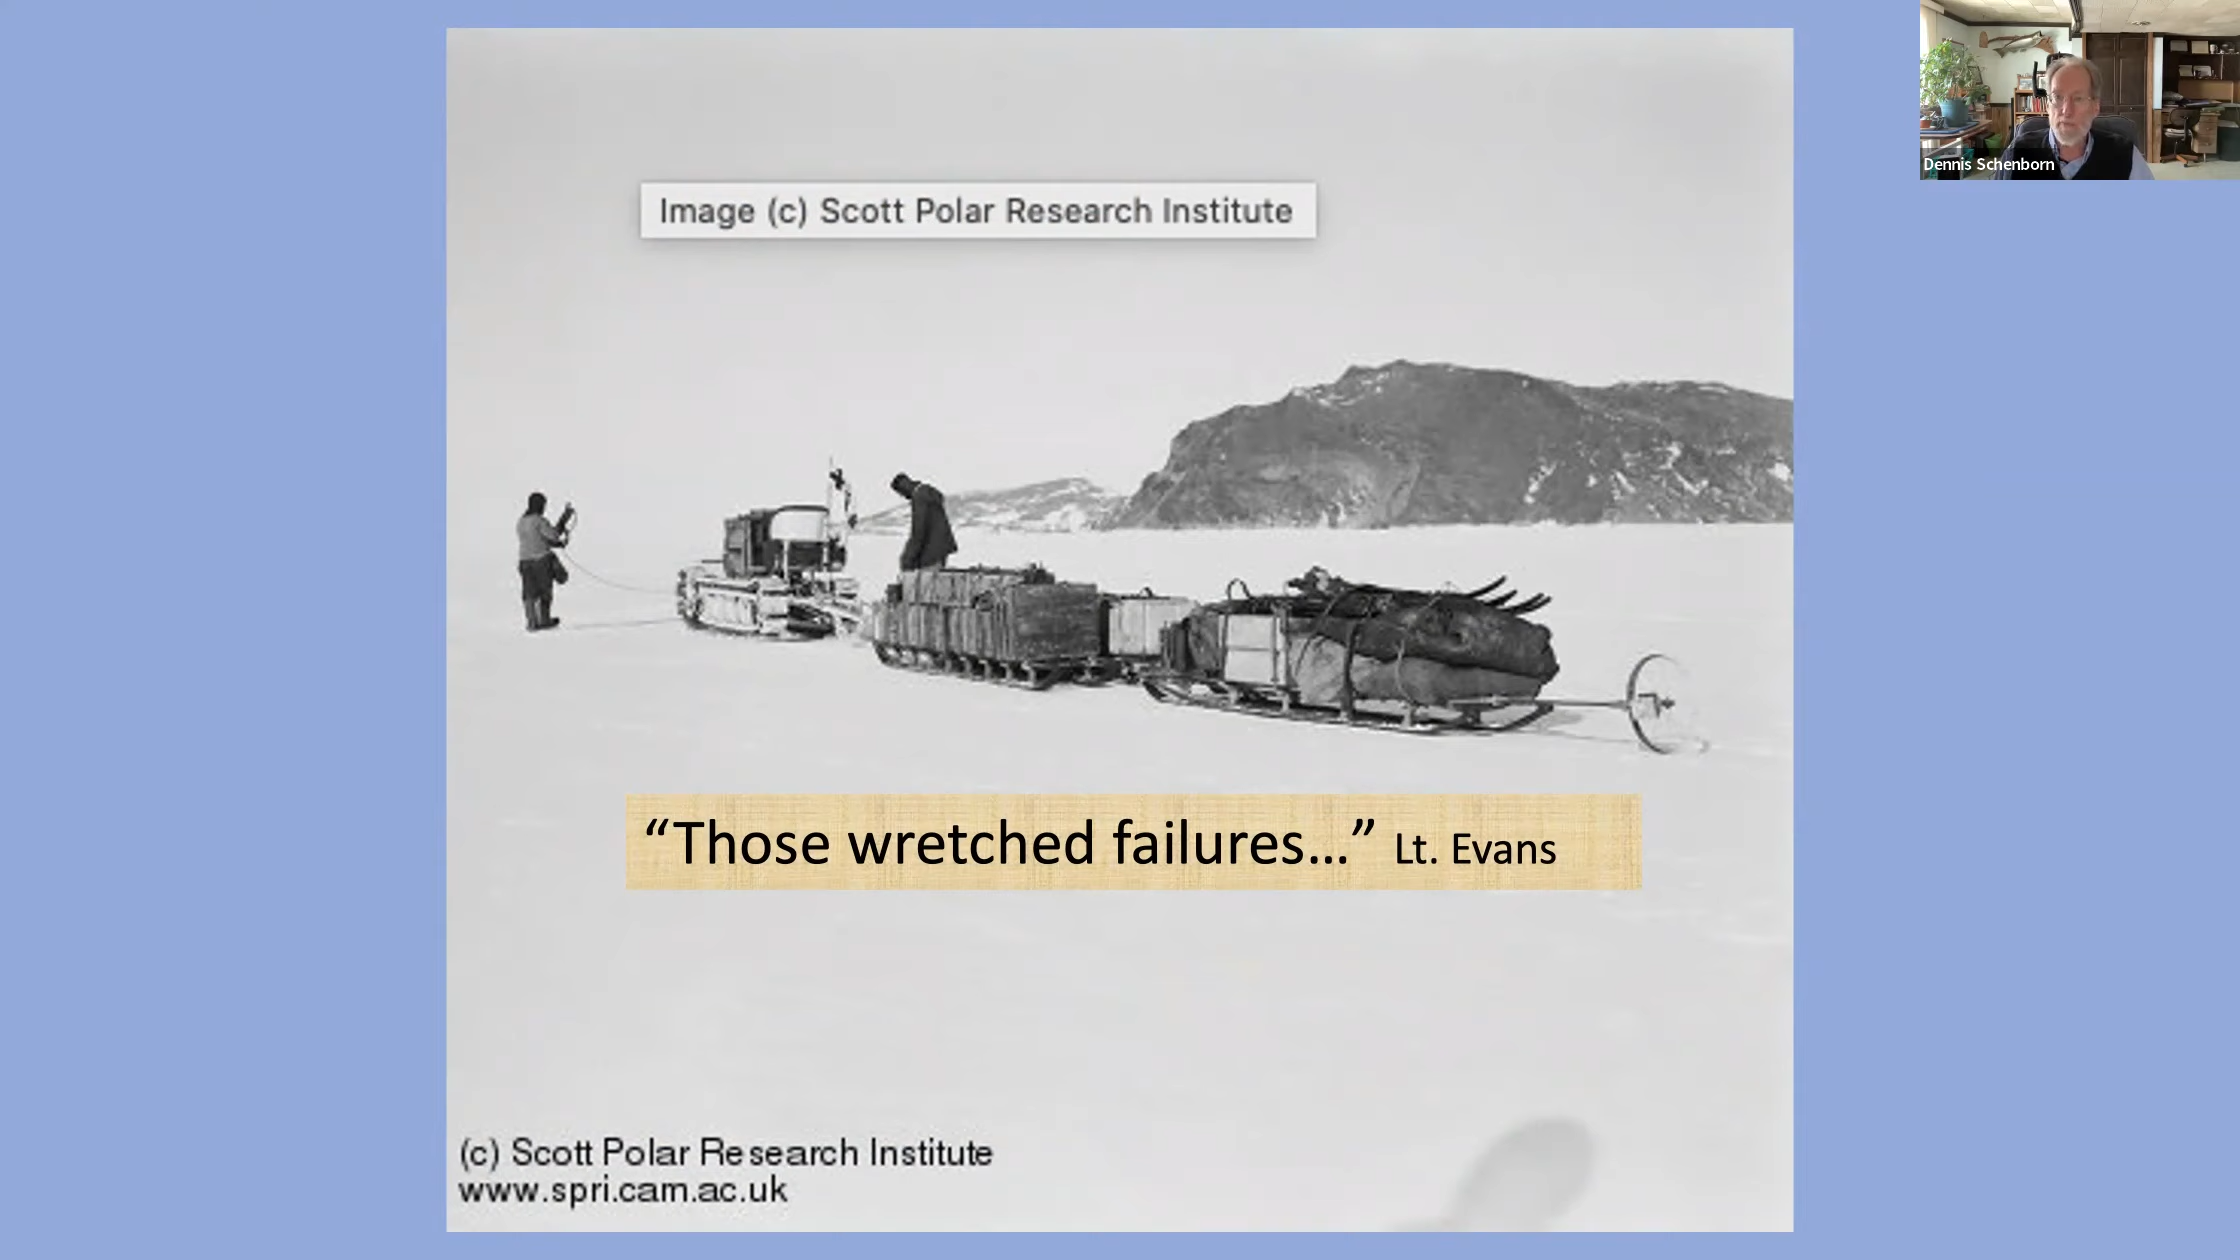 Image (c) Scott Polar Research Institute
Dennis Schenborn
“Those wretched failures…” Lt. Evans
(c) Scott Polar Research Institute
www.spri.cam.ac.uk